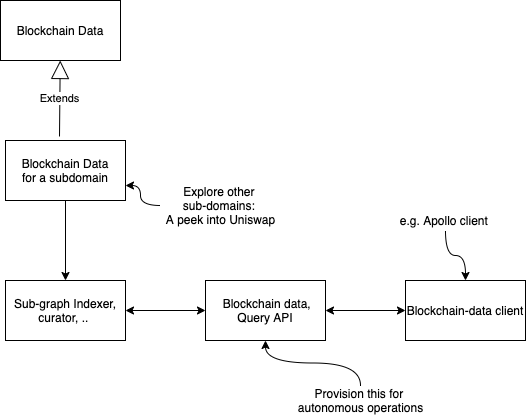 Blockchain Data
Extends
Blockchain Data
for a subdomain
Explore other
sub-domains:
A peek into Uniswap
e.g. Apollo client
Sub-graph Indexer,
curator, ..
Blockchain data,
Query API
Blockchain-data client
Provision this for
autonomous operations